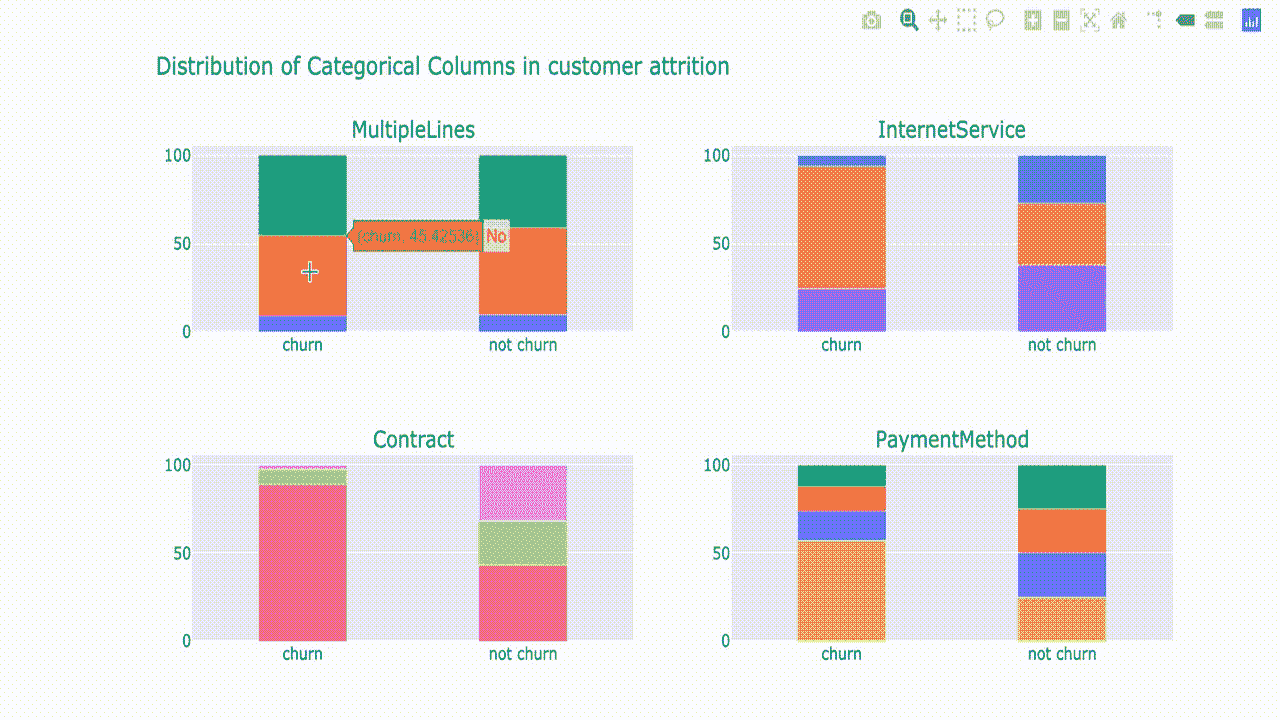 Distribution of Categorical Columns in customer attrition
MultipleLines
InternetService
100
50
0
(churn, 45.42536)
No
churn
not churn
100
50
0
churn
not churn
Contract
PaymentMethod
100
50
0
churn
not churn
100
50
0
churn
not churn